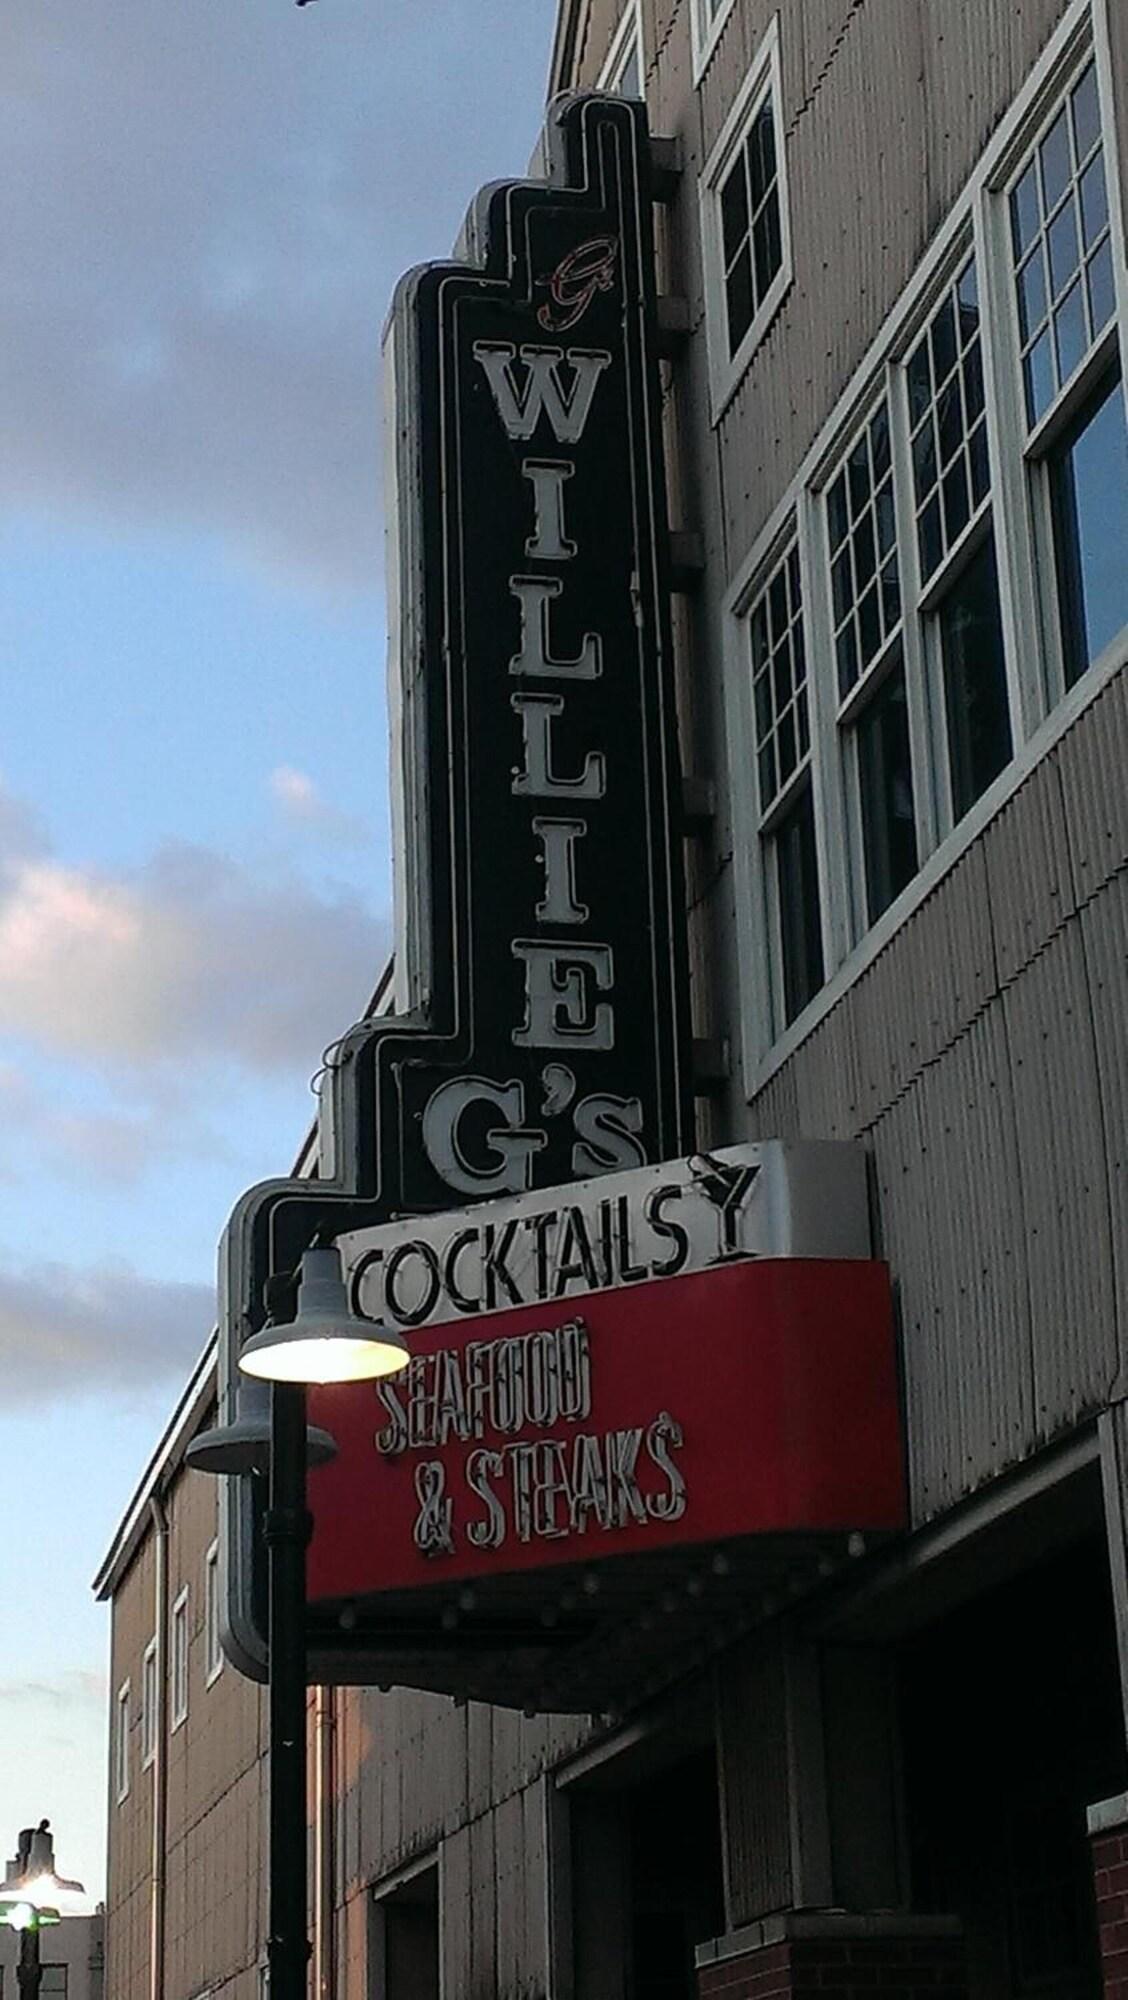 G
WILLIE
G's
COCKTAILS
SEAFOOD
& STEAKS